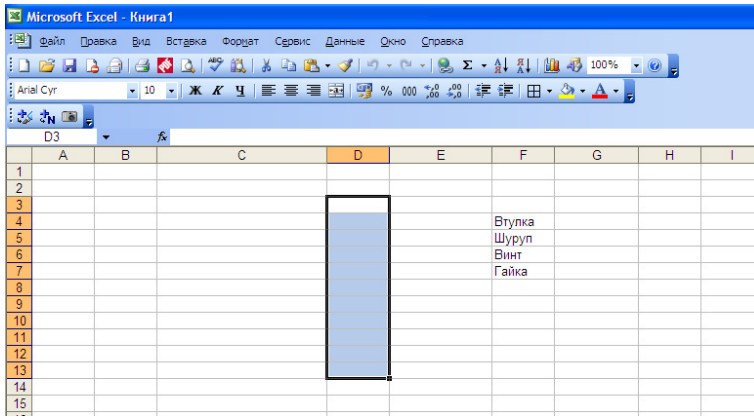 Microsoft Excel - Книга1
Файл Правка Вид Вставка Формат Сервис Данные Окно Справка
100%
Arial Cyr 10 Ж К Ч % 000
D3 fx
A B C D E F G H I
1
2
3
4 Втулка
5 Шуруп
6 Винт
7 Гайка
8
9
10
11
12
13
14
15